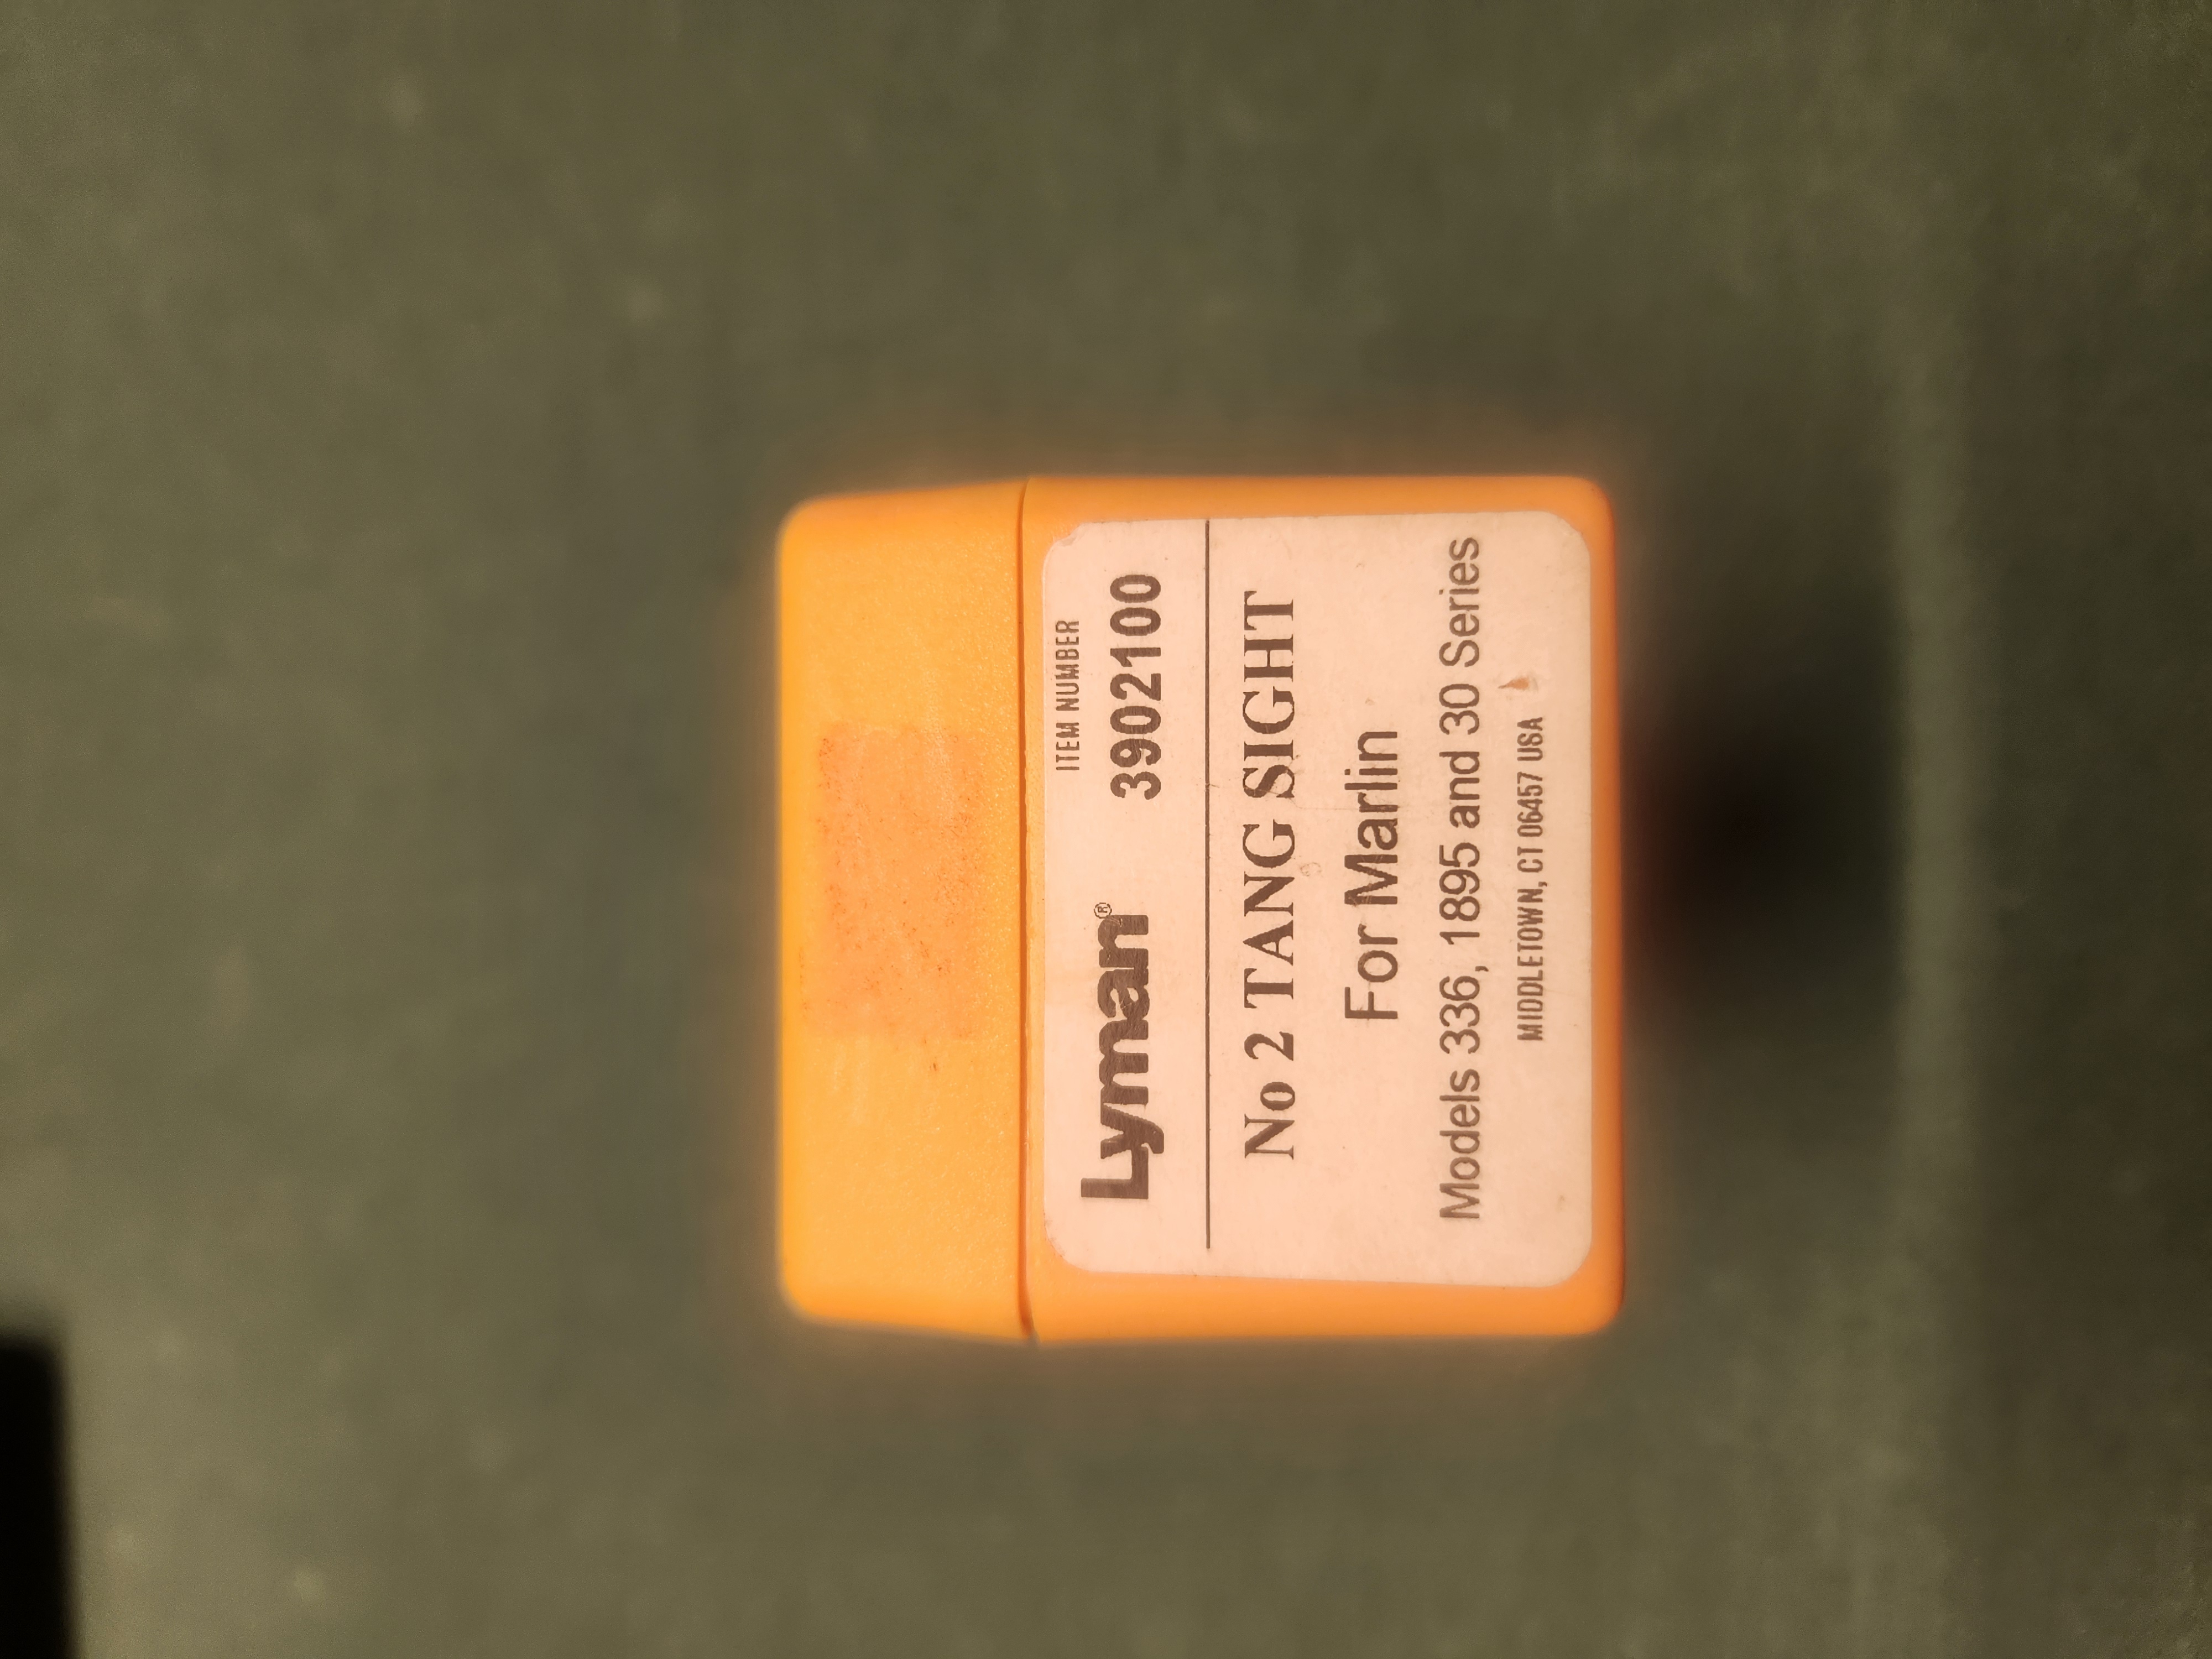 ITEM NUMBER
Lyman® 3902100
No 2 TANG SIGHT
For Marlin
Models 336, 1895 and 30 Series
MIDDLETOWN, CT 06457 USA